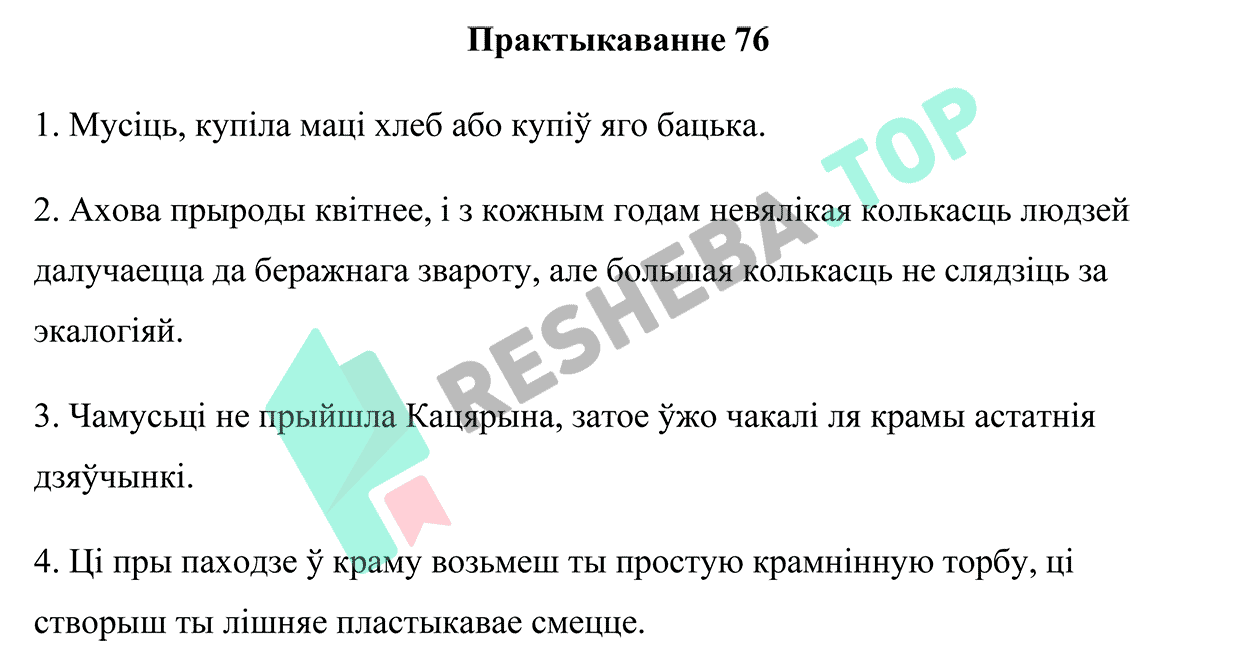 Практыкаванне 76
1. Мусіць, купіла маці хлеб або купіў яго бацька.
2. Ахова прыроды квітнее, і з кожным годам невялікая колькасць людзей
далучаецца да беражнага звароту, але большая колькасць не слядзіць за
экалогіяй.
3. Чамусьці не прыйшла Кацярына, затое ўжо чакалі ля крамы астатнія
дзяўчынкі.
4. Ці пры паходзе ў краму возьмеш ты простую крамнінную торбу, ці
створыш ты лішняе пластыкавае смецце.
RESHEBA.TOP